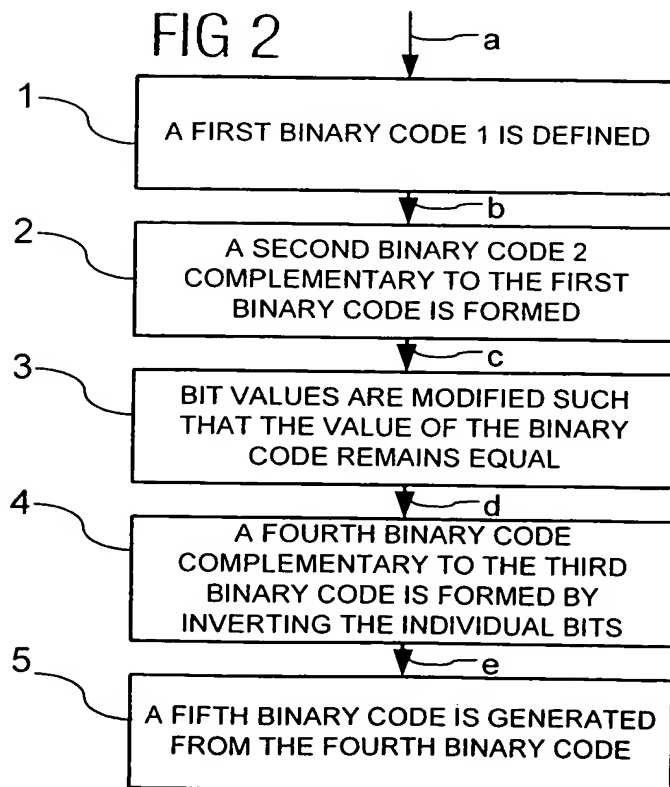 FIG 2
a
1
A FIRST BINARY CODE 1 IS DEFINED
b
2
A SECOND BINARY CODE 2
COMPLEMENTARY TO THE FIRST
BINARY CODE IS FORMED
c
3
BIT VALUES ARE MODIFIED SUCH
THAT THE VALUE OF THE BINARY
CODE REMAINS EQUAL
d
4
A FOURTH BINARY CODE
COMPLEMENTARY TO THE THIRD
BINARY CODE IS FORMED BY
INVERTING THE INDIVIDUAL BITS
e
5
A FIFTH BINARY CODE IS GENERATED
FROM THE FOURTH BINARY CODE